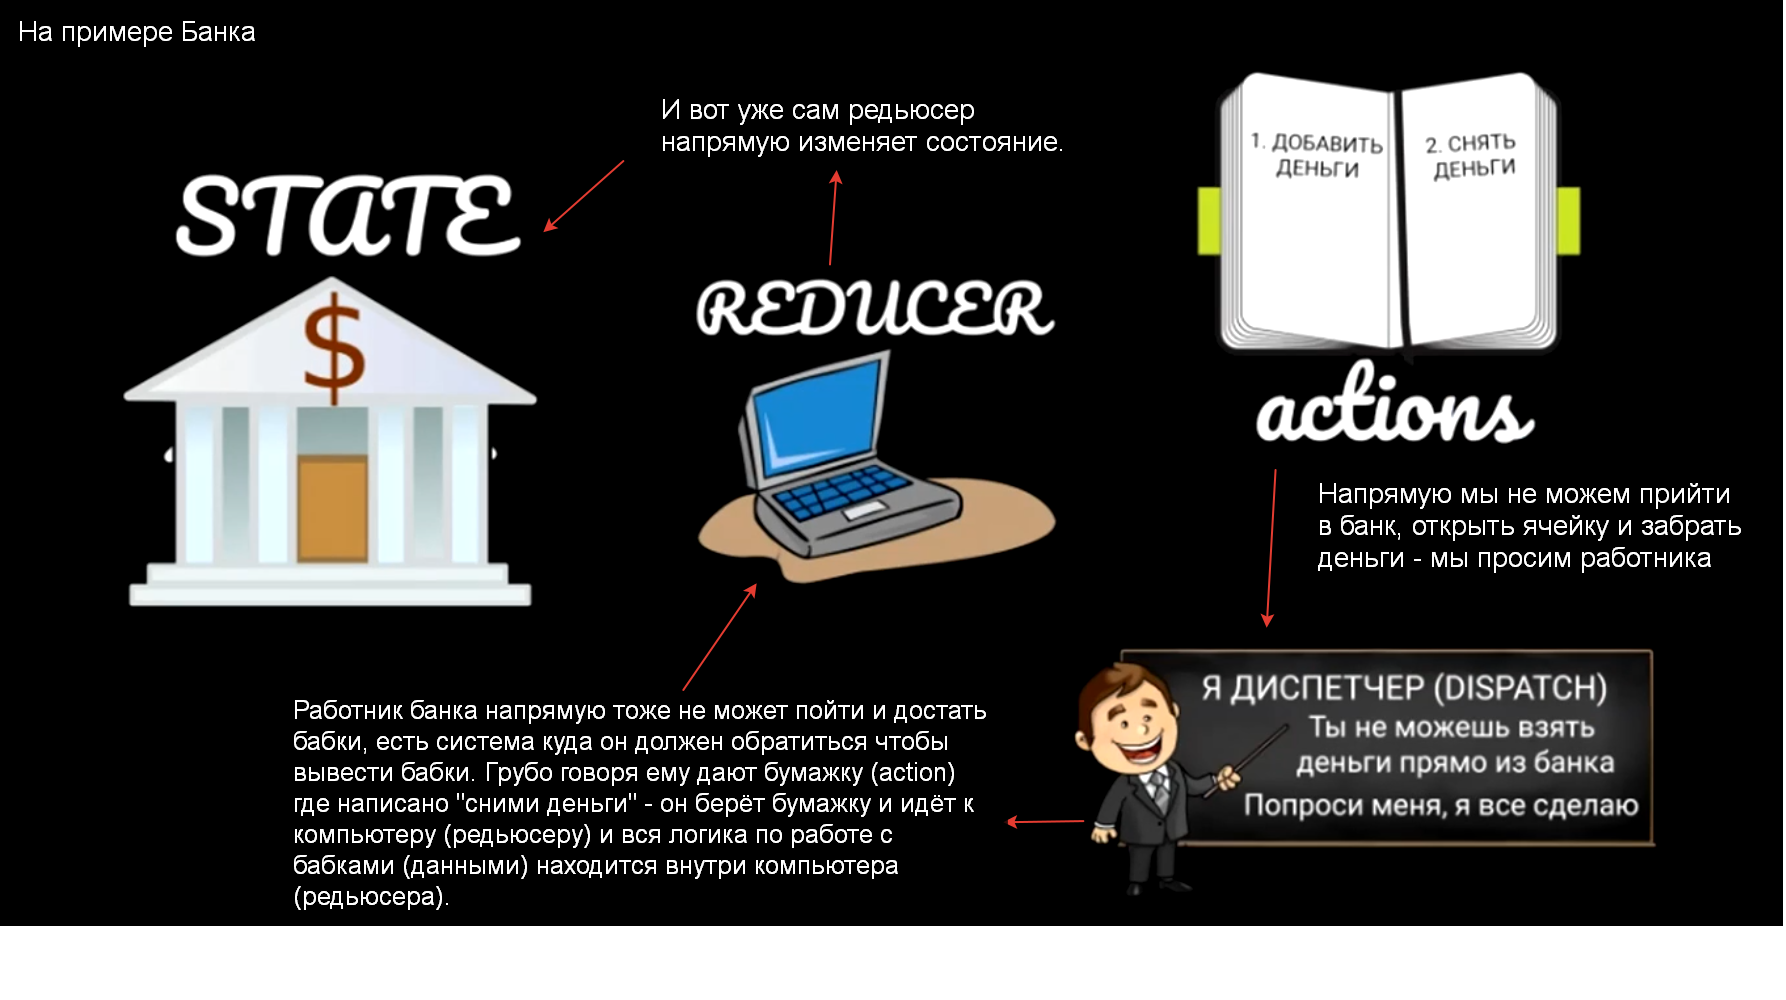 На примере Банка
И вот уже сам редьюсер
напрямую изменяет состояние.
STATE
$
REDUCER
1. ДОБАВИТЬ
ДЕНЬГИ
2. СНЯТЬ
ДЕНЬГИ
actions
Напрямую мы не можем прийти
в банк, открыть ячейку и забрать
деньги - мы просим работника
Я ДИСПЕТЧЕР (DISPATCH)
Ты не можешь взять
деньги прямо из банка
Попроси меня, я все сделаю
Работник банка напрямую тоже не может пойти и достать
бабки, есть система куда он должен обратиться чтобы
вывести бабки. Грубо говоря ему дают бумажку (action)
где написано "сними деньги" - он берёт бумажку и идёт к
компьютеру (редьюсеру) и вся логика по работе с
бабками (данными) находится внутри компьютера
(редьюсера).